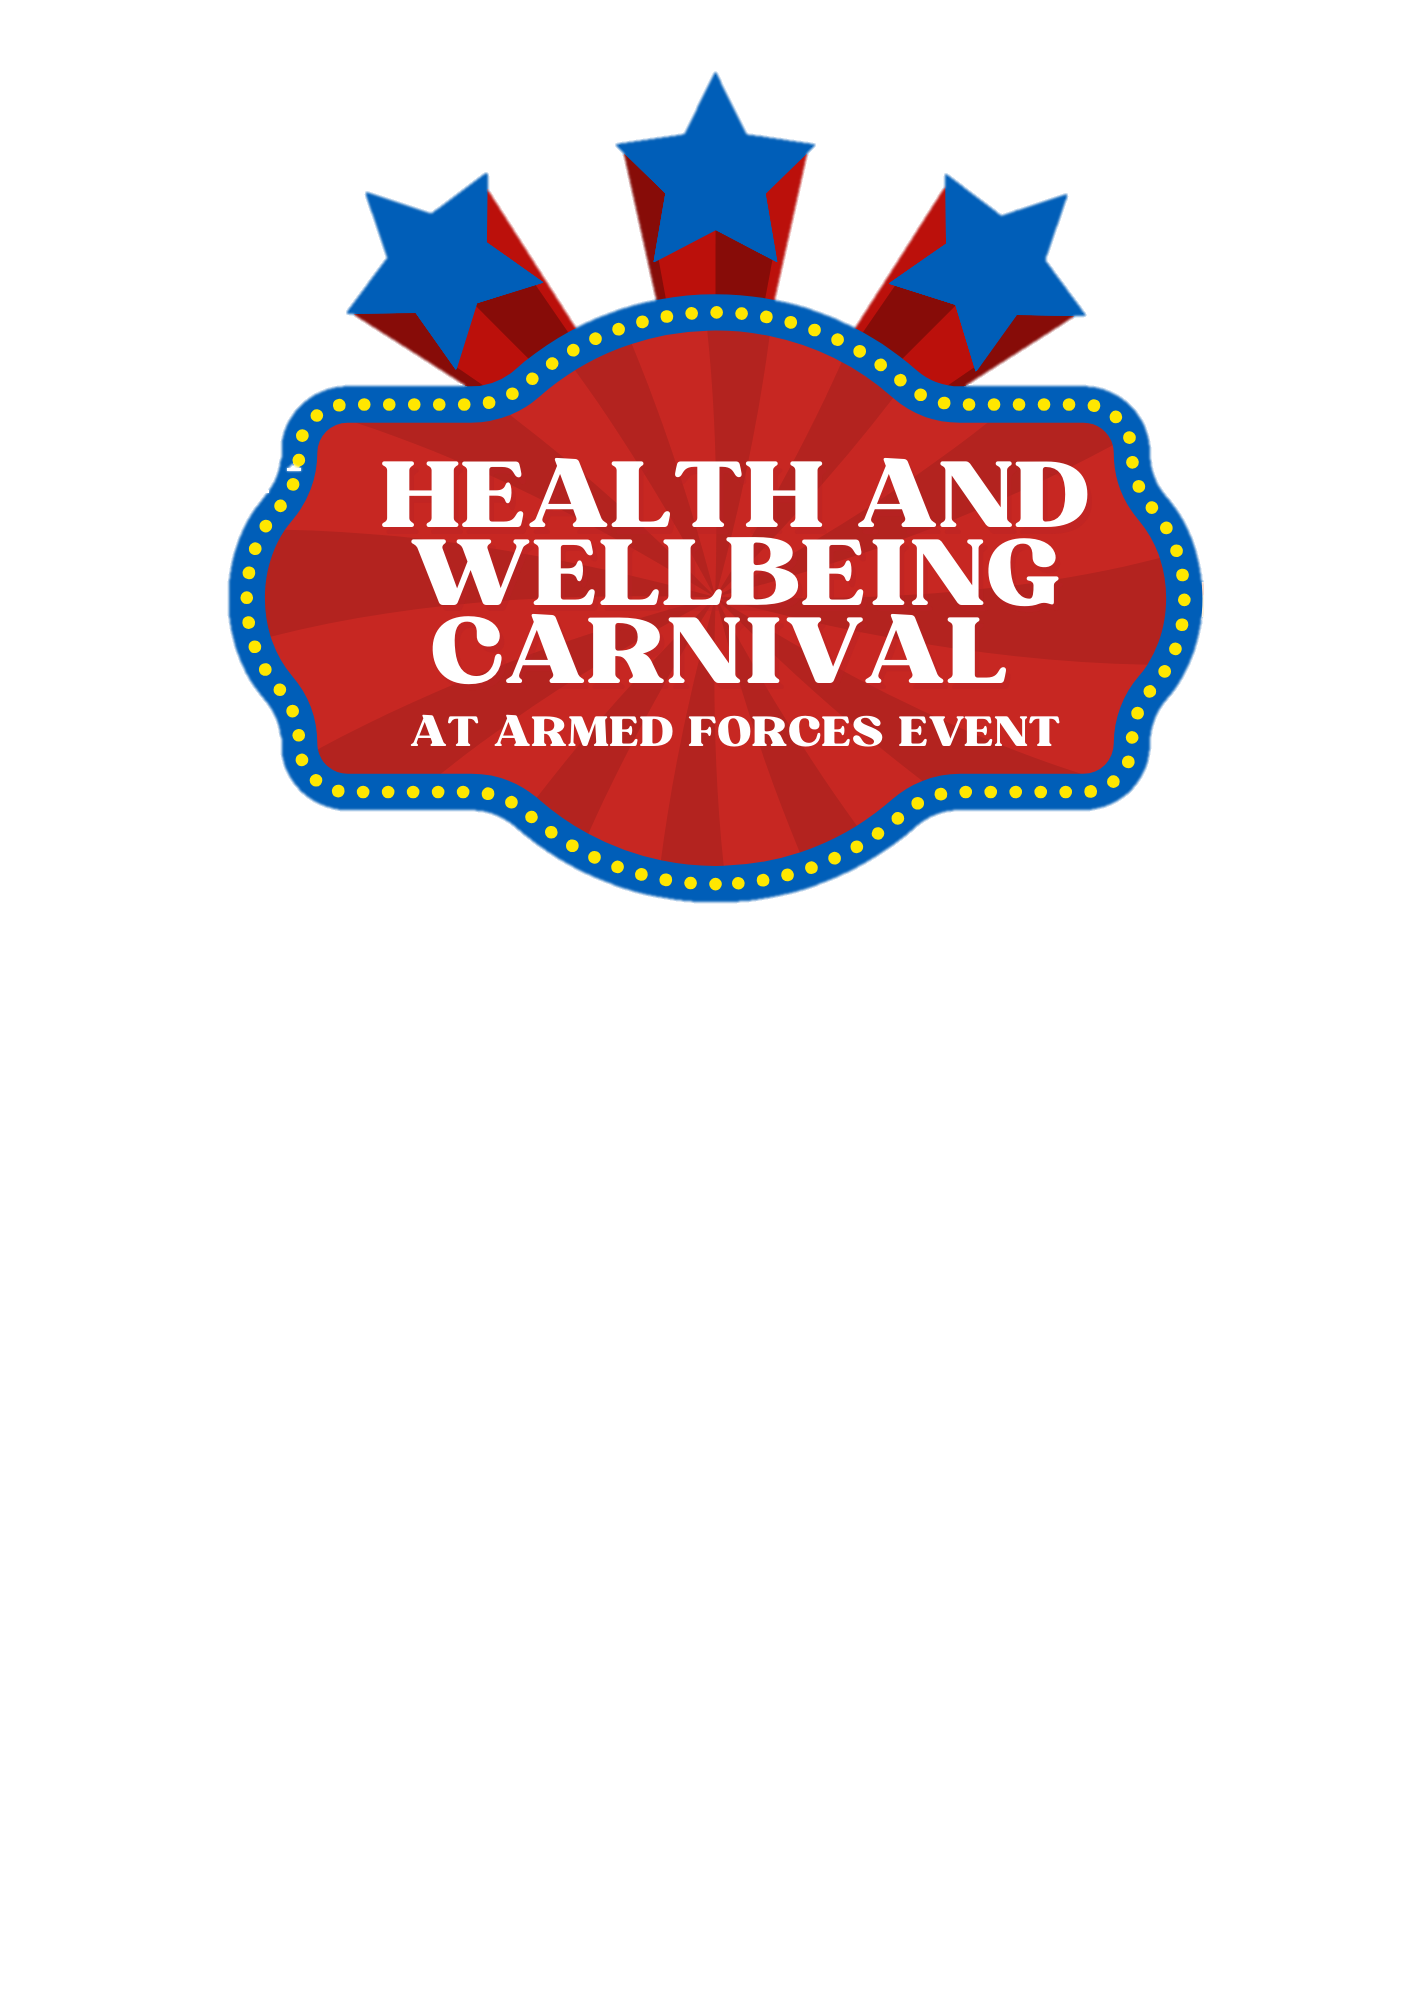 HEALTH AND
WELLBEING
CARNIVAL
AT ARMED FORCES EVENT